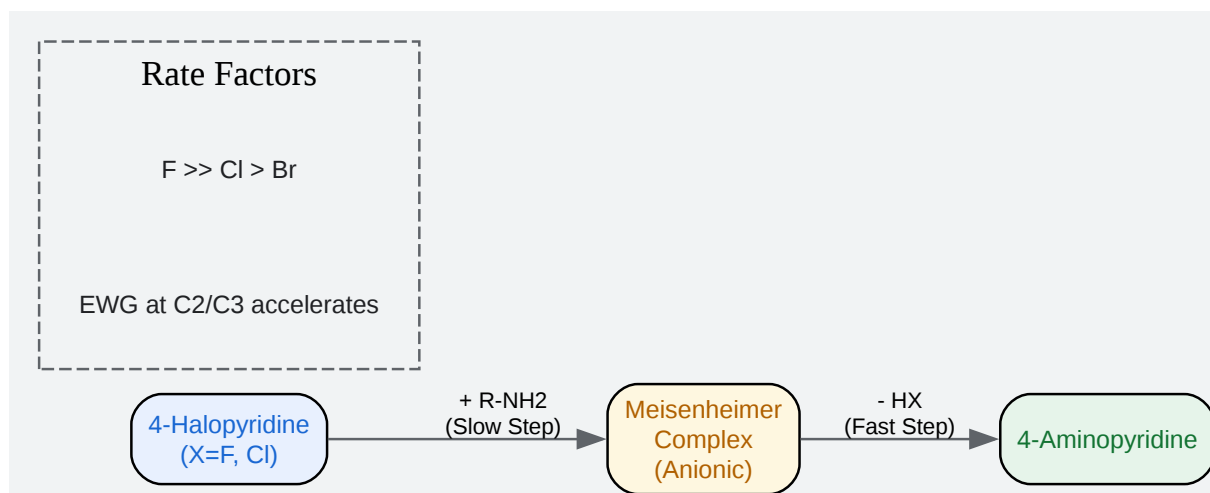 Rate Factors
F >> Cl > Br
EWG at C2/C3 accelerates
4-Halopyridine
(X=F, Cl)
+ R-NH2
(Slow Step)
Meisenheimer
Complex
(Anionic)
- HX
(Fast Step)
4-Aminopyridine